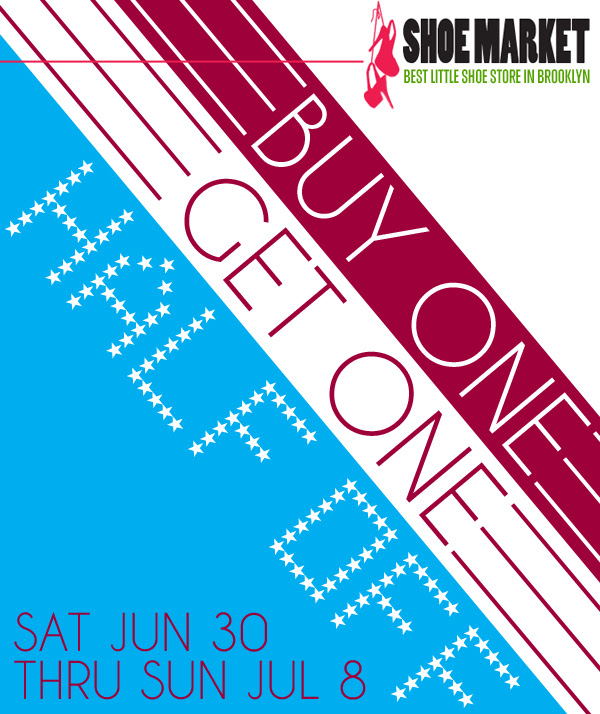 SHOE MARKET
BEST LITTLE SHOE STORE IN BROOKLYN
BUY ONE
GET ONE
HALF OFF
SAT JUN 30
THRU SUN JUL 8